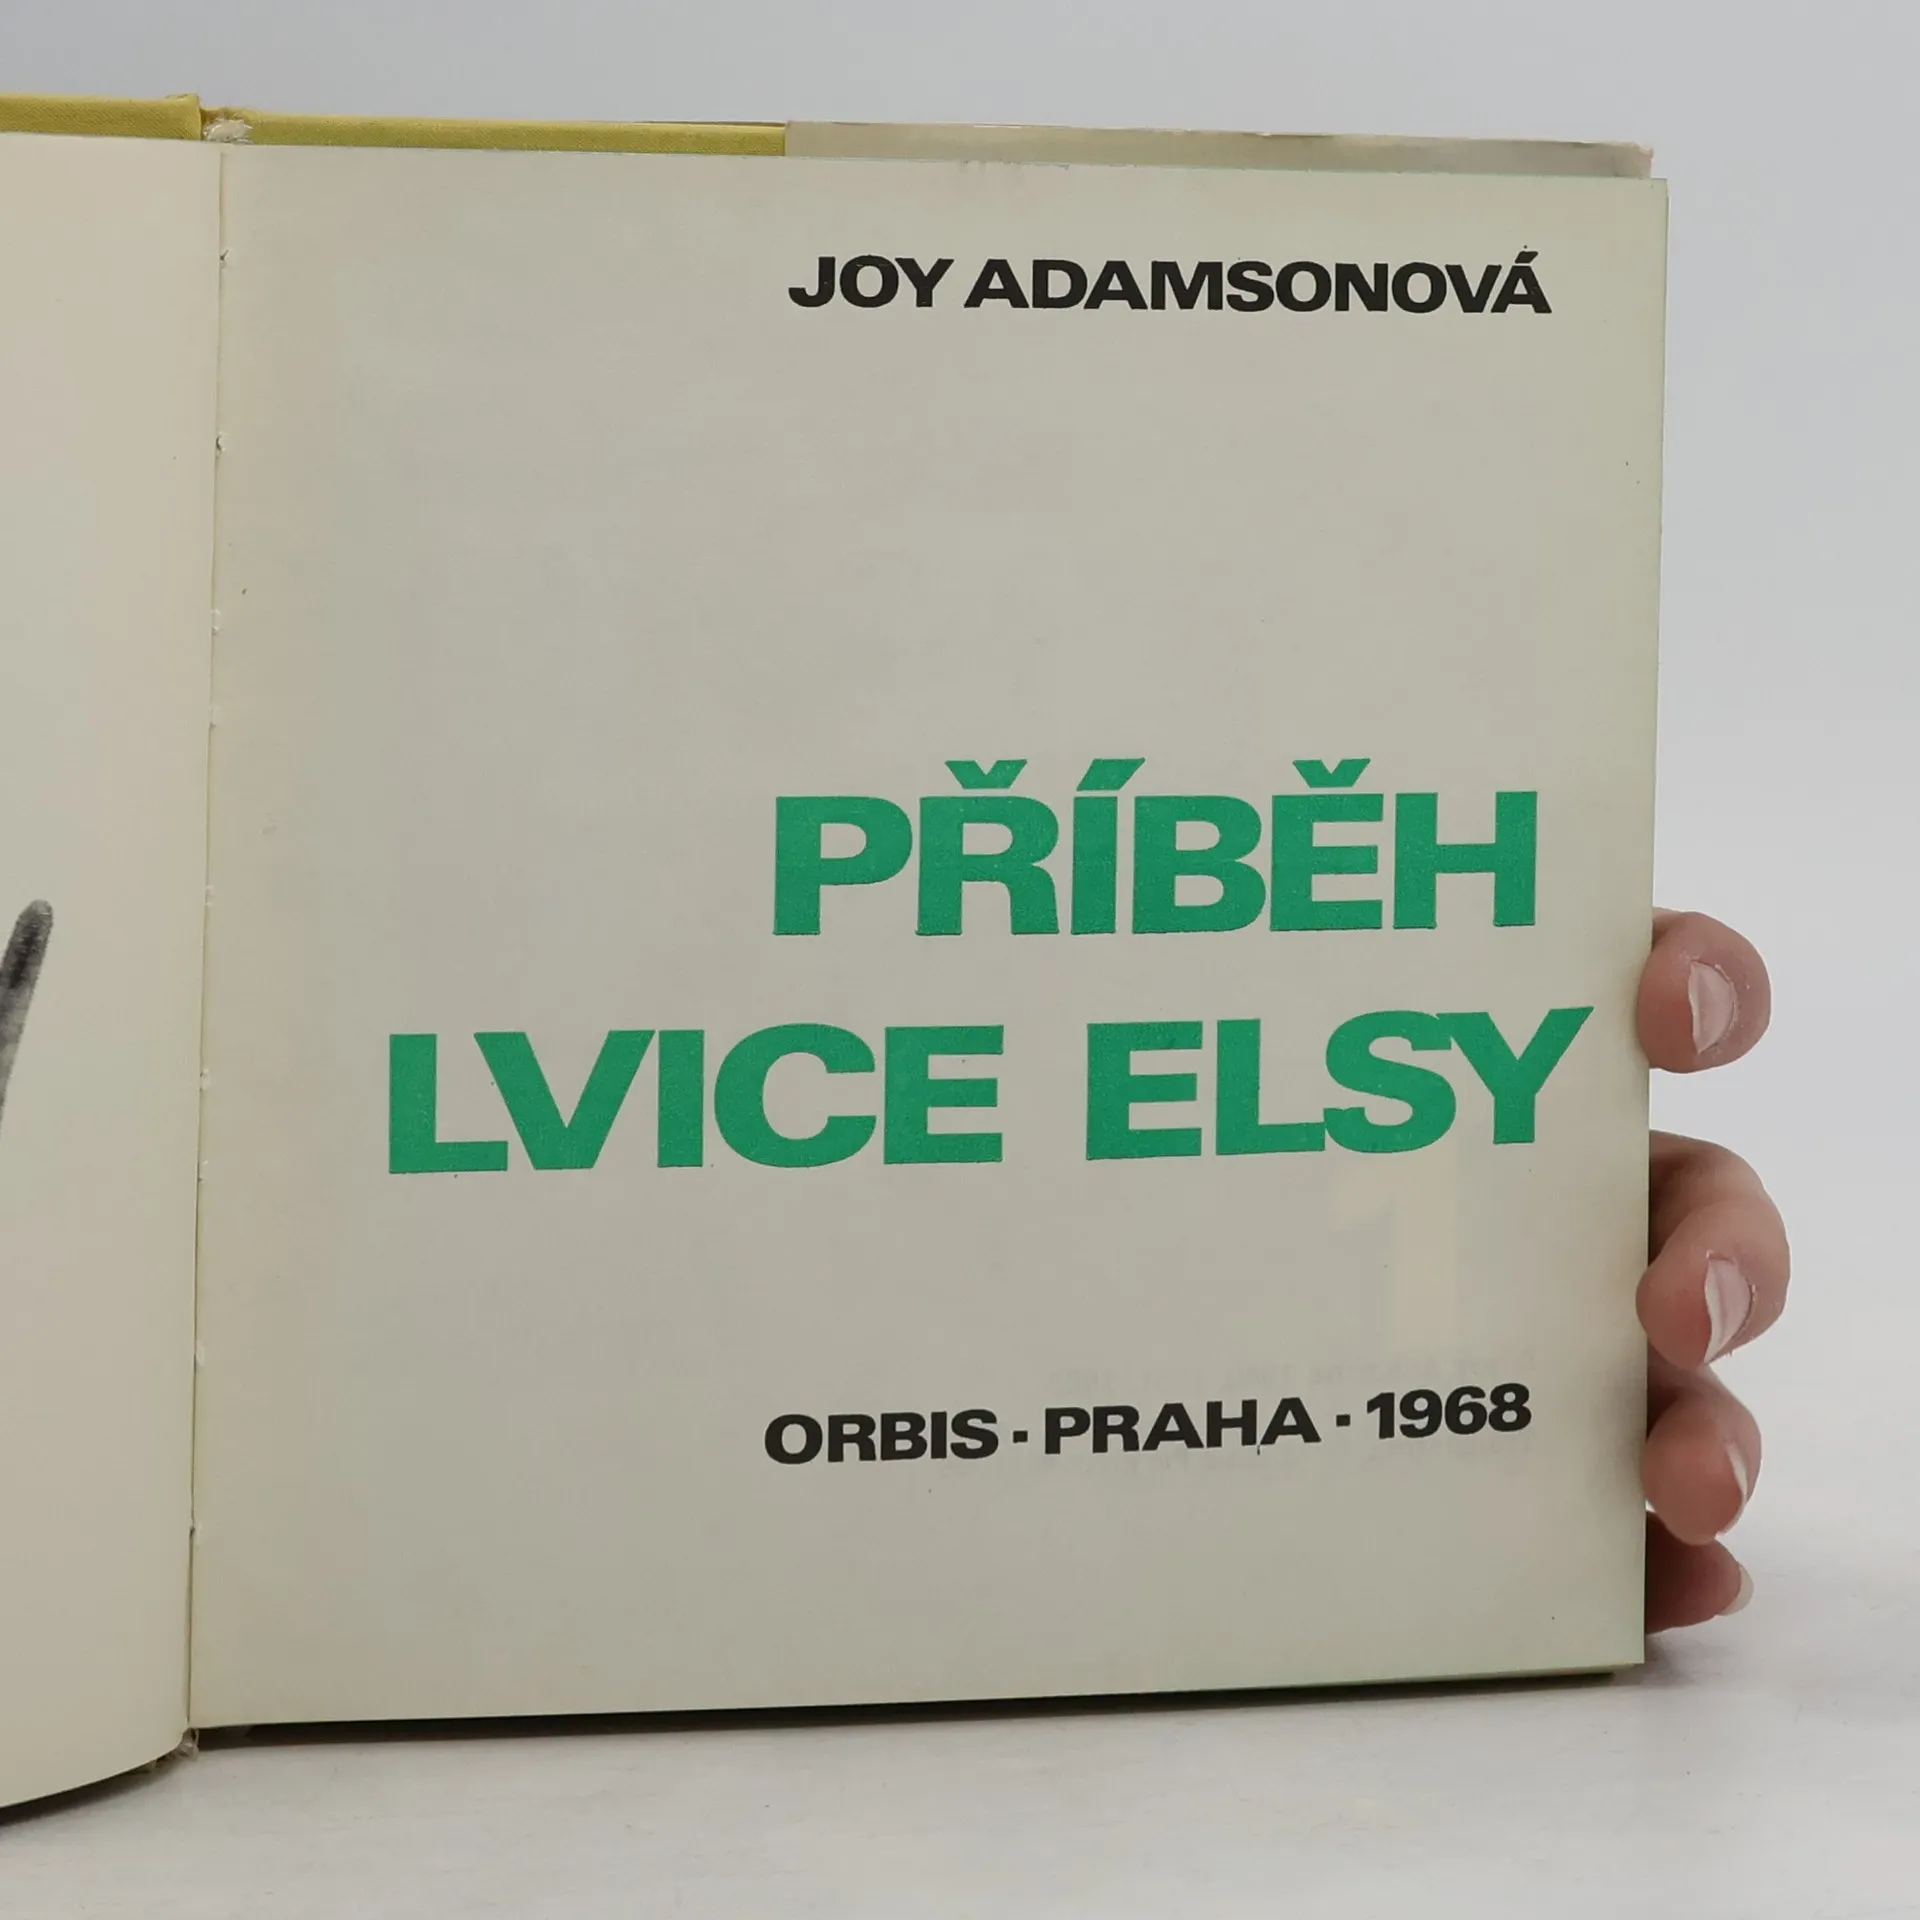 JOY ADAMSONOVÁ
PŘÍBĚH
LVICE ELSY
ORBIS · PRAHA · 1968